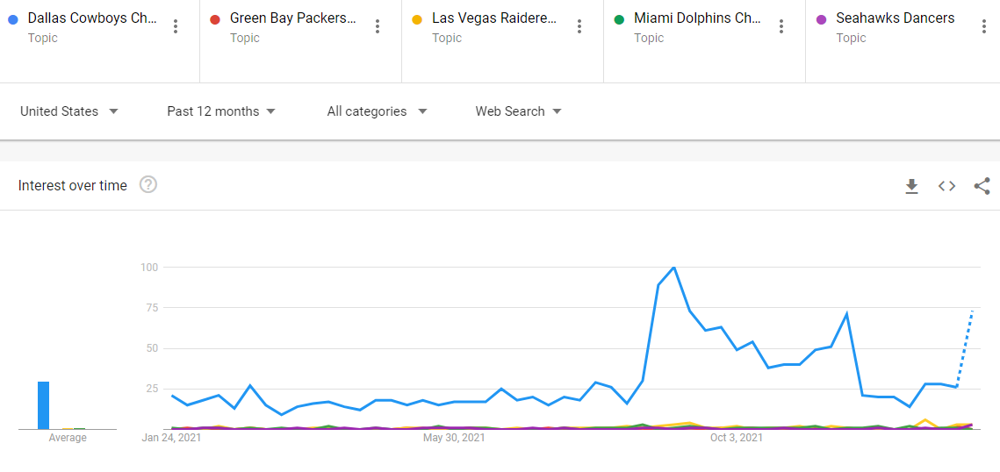 Dallas Cowboys Ch...
Topic
Green Bay Packers...
Topic
Las Vegas Raidere...
Topic
Miami Dolphins Ch...
Topic
Seahawks Dancers
Topic
United States
Past 12 months
All categories
Web Search
Interest over time
?
100
75
50
25
Average
Jan 24, 2021
May 30, 2021
Oct 3, 2021